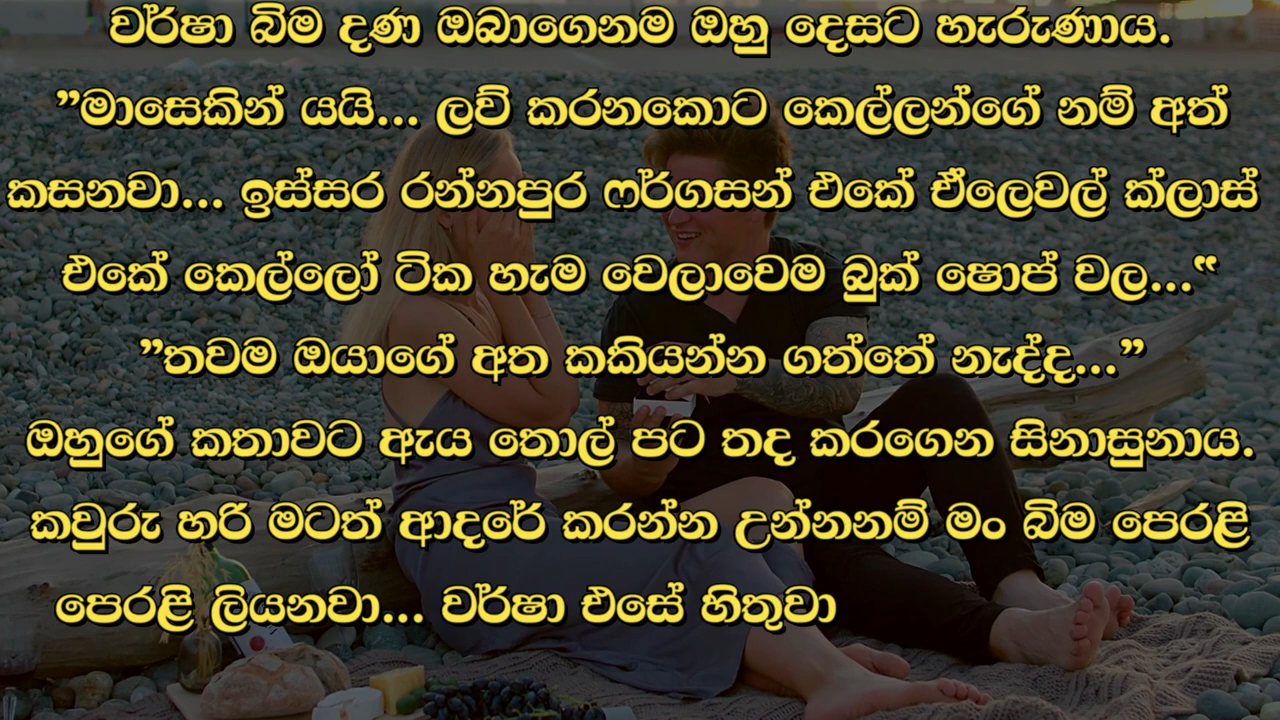 වර්ෂා බිම දණ ඔබාගෙනම ඔහු දෙසට හැරුණාය.
”මාසෙකින් යයි... ලව් කරනකොට කෙල්ලන්ගේ නම් අත්
කසනවා... ඉස්සර රත්නපුර ෆර්ගසන් එකේ ඒලෙවල් ක්ලාස්
එකේ කෙල්ලෝ ටික හැම වෙලාවෙම බුක් ෂොප් වල...“
”තවම ඔයාගේ අත කකියන්න ගත්තේ නැද්ද...”
ඔහුගේ කතාවට ඇය තොල් පට තද කරගෙන සිනාසුනාය.
කවුරු හරි මටත් ආදරේ කරන්න උන්නනම් මං බිම පෙරළි
පෙරළි ලියනවා... වර්ෂා එසේ හිතුවා